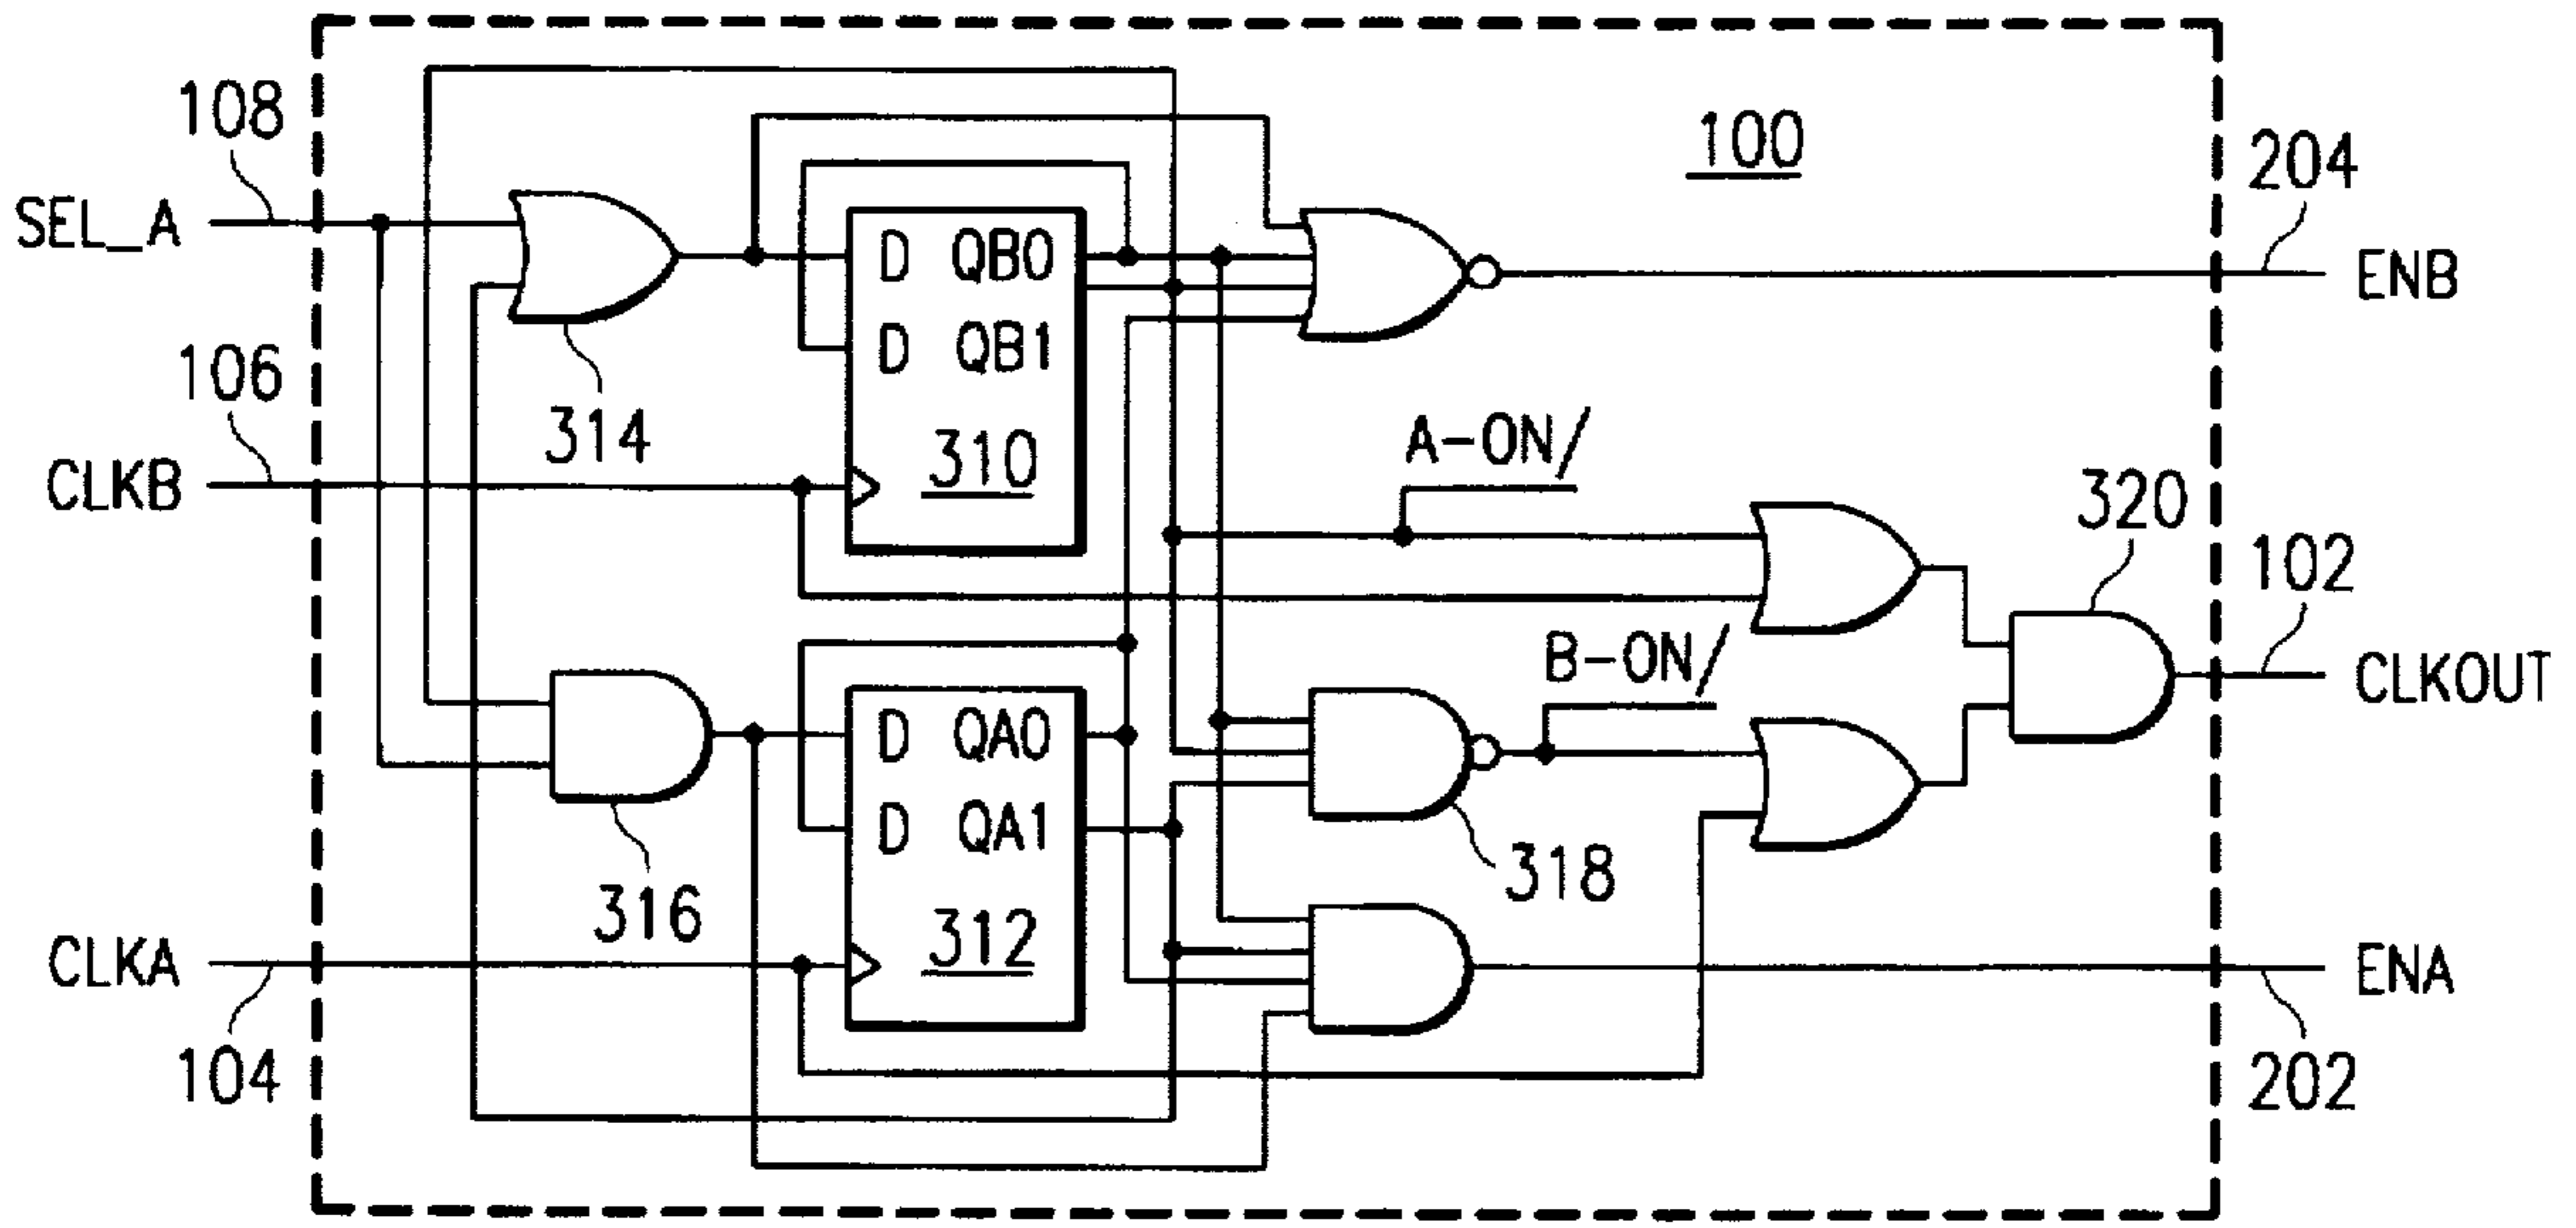 108
100
204
SEL_A
D QB0
ENB
D QB1
106
314
A-ON/
310
CLKB
320
102
B-ON/
CLKOUT
D QA0
D QA1
318
316
312
CLKA
ENA
104
202